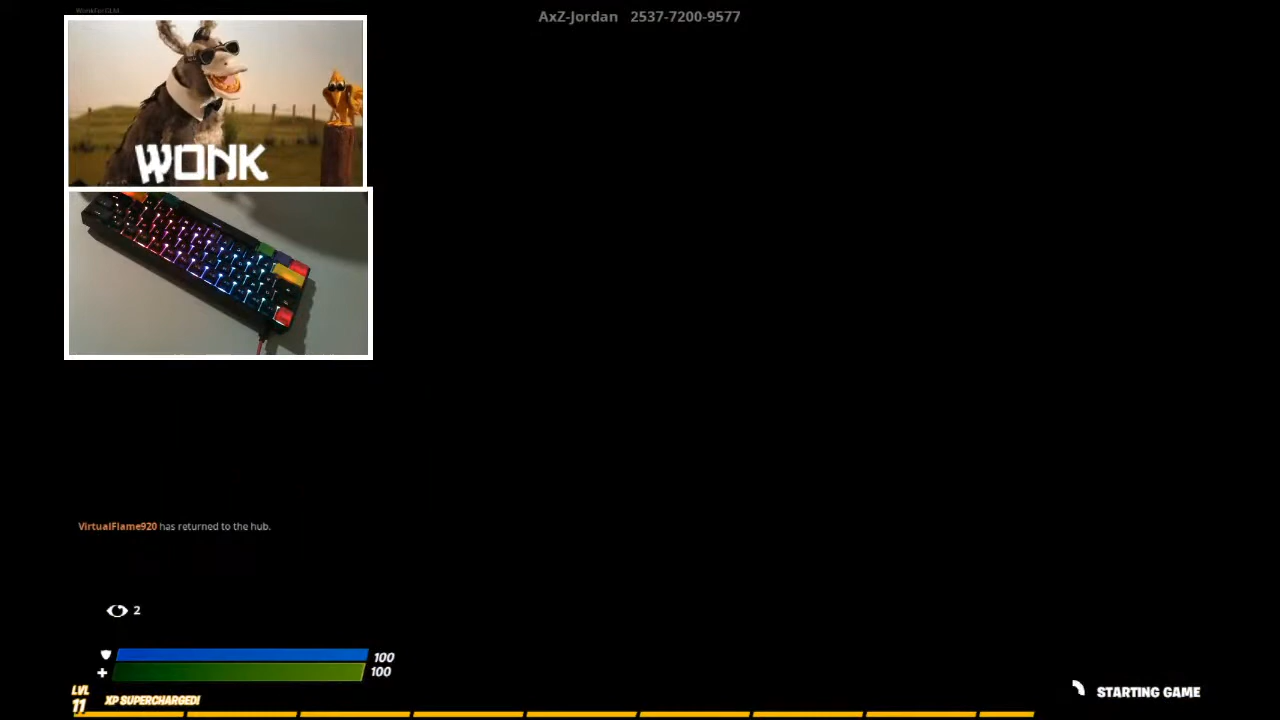 WonkForGLM
AxZ-Jordan 2537-7200-9577
WONK
VirtualFlame920 has returned to the hub.
2
100
100
LVL
11
XP SUPERCHARGED!
STARTING GAME